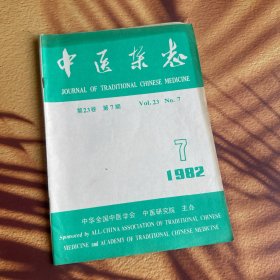 中医杂志
JOURNAL OF TRADITIONAL CHINESE MEDICINE
第23卷 第7期 Vol. 23 No. 7
7
1982
中华全国中医学会 中医研究院 主办
Sponsored by ALL-CHINA ASSOCIATION OF TRADITIONAL CHINESE
MEDICINE and ACADEMY OF TRADITIONAL CHINESE MEDICINE